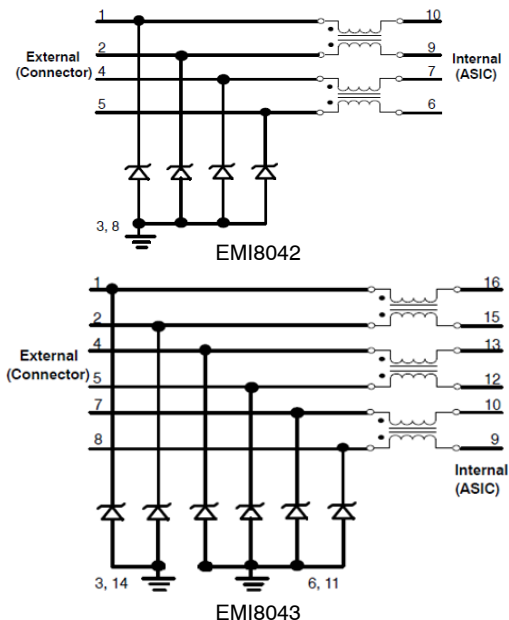 1
10
2
9
External
(Connector)
Internal
(ASIC)
4
7
5
6
3, 8
EMI8042
1
16
2
15
External
(Connector)
4
13
5
12
7
10
8
9
Internal
(ASIC)
3, 14
6, 11
EMI8043